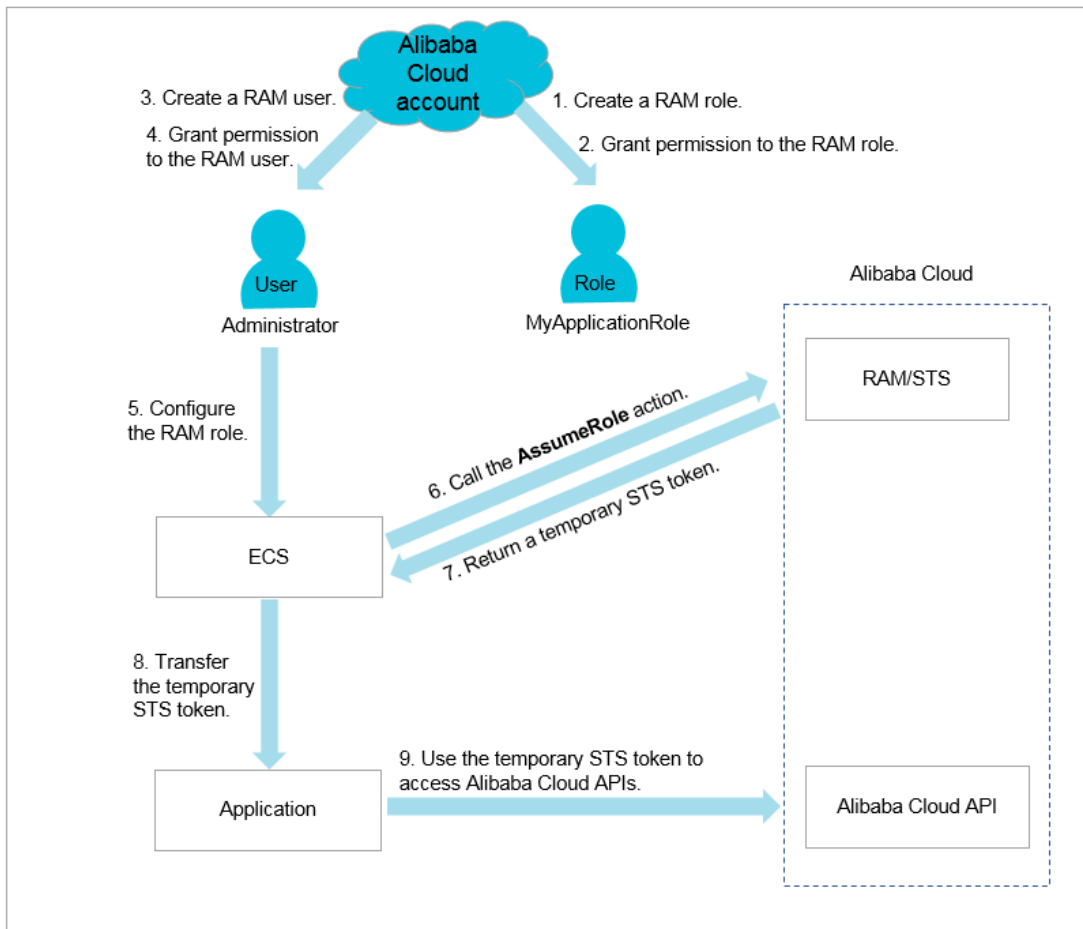 Alibaba
Cloud
account
3. Create a RAM user.
1. Create a RAM role.
4. Grant permission
to the RAM user.
2. Grant permission to the RAM role.
User
Role
Alibaba Cloud
Administrator
MyApplicationRole
RAM/STS
5. Configure
the RAM role.
6. Call the AssumeRole action.
7. Return a temporary STS token.
ECS
8. Transfer
the temporary
STS token.
9. Use the temporary STS token to
access Alibaba Cloud APIs.
Application
Alibaba Cloud API